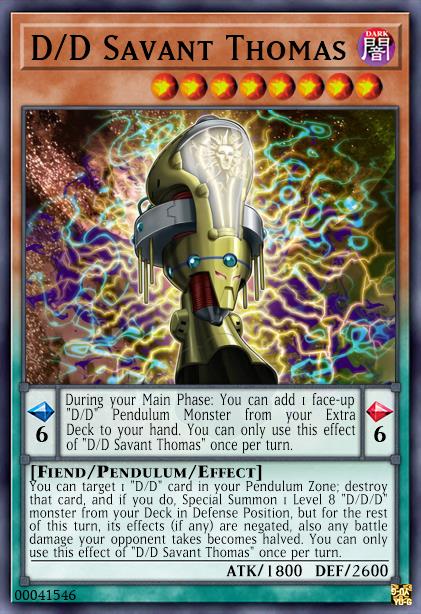 D/D Savant Thomas
DARK
闇
During your Main Phase: You can add 1 face-up
"D/D" Pendulum Monster from your Extra
Deck to your hand. You can only use this effect
of "D/D Savant Thomas" once per turn.
6
6
[Fiend/Pendulum/Effect]
You can target 1 "D/D" card in your Pendulum Zone; destroy
that card, and if you do, Special Summon 1 Level 8 "D/D/D"
monster from your Deck in Defense Position, but for the rest
of this turn, its effects (if any) are negated, also any battle
damage your opponent takes becomes halved. You can only
use this effect of "D/D Savant Thomas" once per turn.
ATK/1800 DEF/2600
00041546